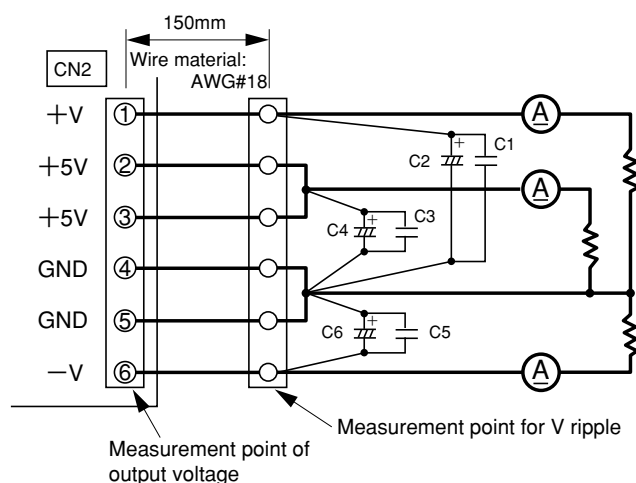 150mm
Wire material:
AWG#18
CN2
+V ①
+5V ②
+5V ③
GND ④
GND ⑤
−V ⑥
A
A
A
+
C2
C1
+
C4
C3
+
C6
C5
Measurement point for V ripple
Measurement point of
output voltage